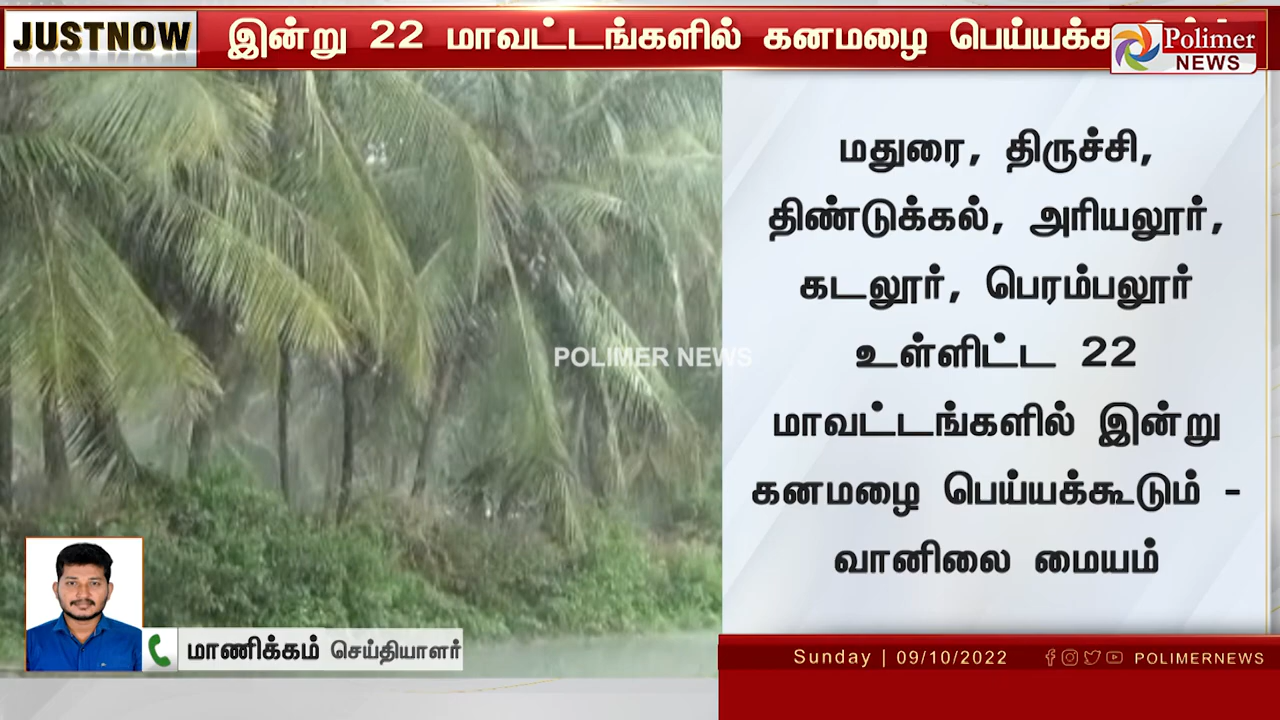 JUSTNOW
இன்று 22 மாவட்டங்களில் கனமழை
Polimer
NEWS
மதுரை, திருச்சி,
திண்டுக்கல், அரியலூர்,
கடலூர், பெரம்பலூர்
உள்ளிட்ட 22
மாவட்டங்களில் இன்று
கனமழை பெய்யக்கூடும் -
வானிலை மையம்
POLIMER NEWS
மாணிக்கம் செய்தியாளர்
Sunday | 09/10/2022
POLIMERNEWS